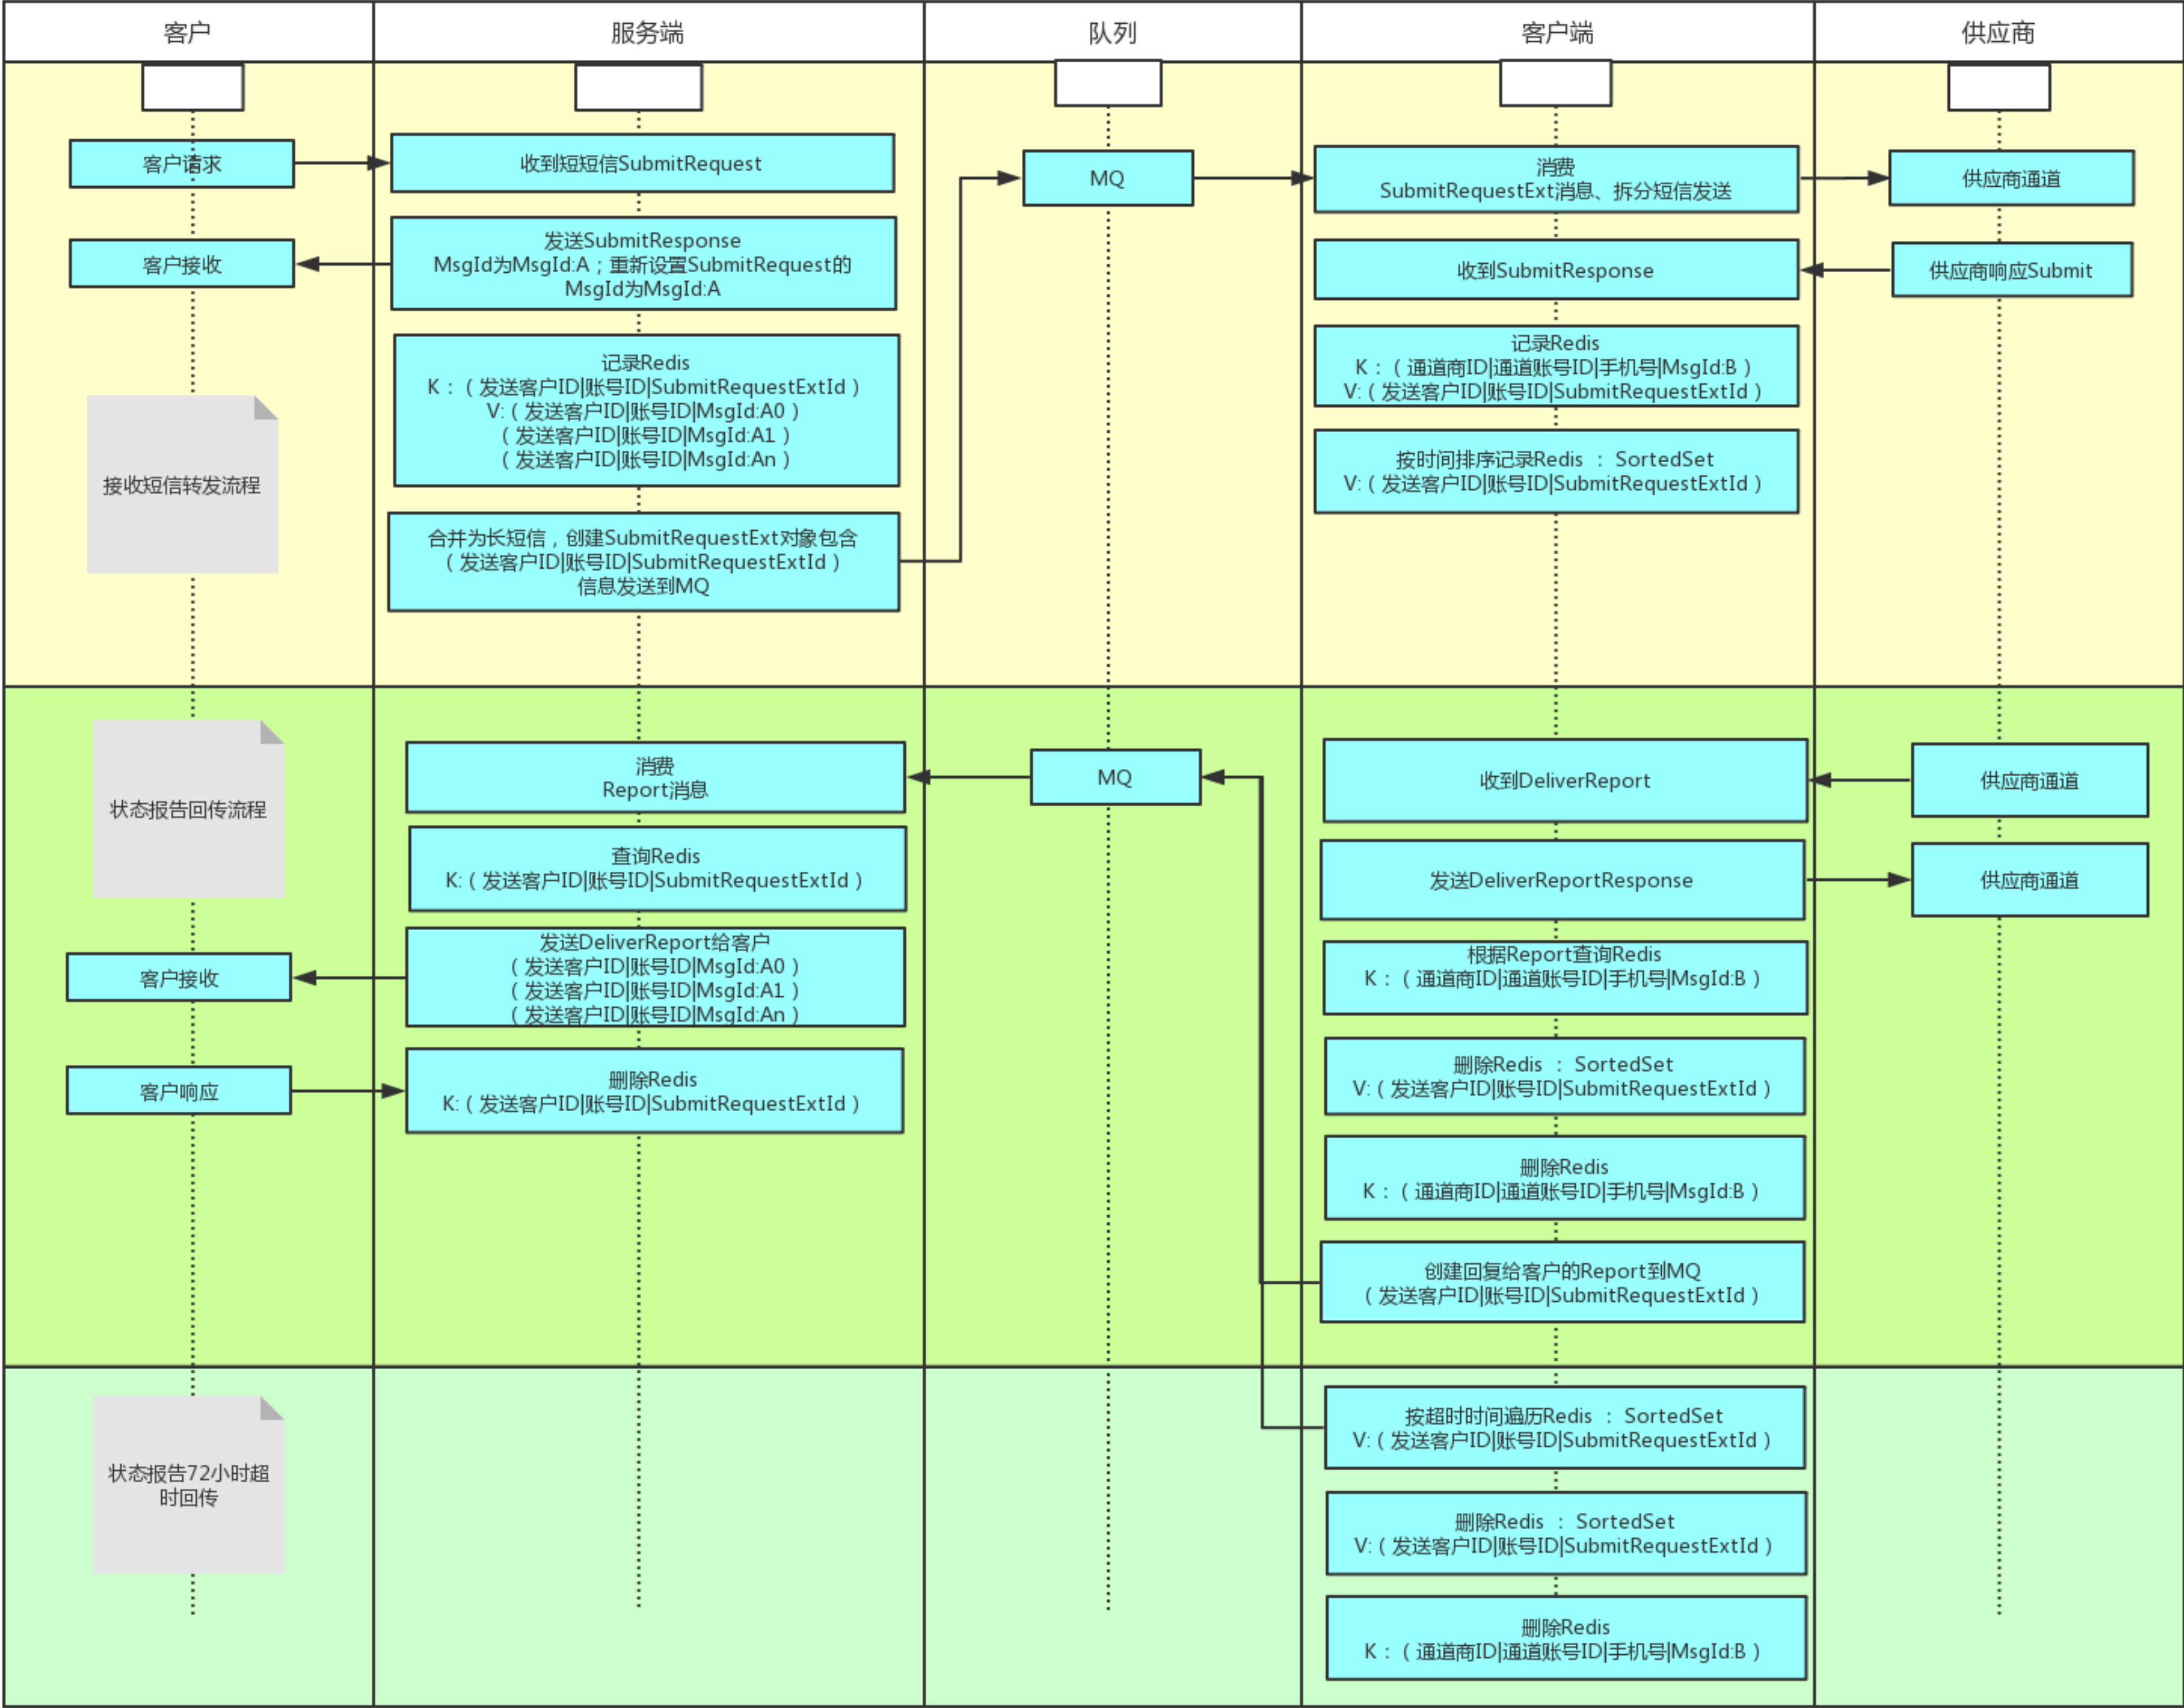 客户
服务端
队列
客户端
供应商
客户请求
收到短短信SubmitRequest
MQ
消费
SubmitRequestExt消息、拆分短信发送
供应商通道
客户接收
发送SubmitResponse
MsgId为MsgId:A；重新设置SubmitRequest的
MsgId为MsgId:A
收到SubmitResponse
供应商响应Submit
记录Redis
K：（发送客户ID|账号ID|SubmitRequestExtId）
V:（发送客户ID|账号ID|MsgId:A0）
（发送客户ID|账号ID|MsgId:A1）
（发送客户ID|账号ID|MsgId:An）
记录Redis
K：（通道商ID|通道账号ID|手机号|MsgId:B）
V:（发送客户ID|账号ID|SubmitRequestExtId）
接收短信转发流程
按时间排序记录Redis ： SortedSet
V:（发送客户ID|账号ID|SubmitRequestExtId）
合并为长短信，创建SubmitRequestExt对象包含
（发送客户ID|账号ID|SubmitRequestExtId）
信息发送到MQ
状态报告回传流程
消费
Report消息
MQ
收到DeliverReport
供应商通道
查询Redis
K:（发送客户ID|账号ID|SubmitRequestExtId）
发送DeliverReportResponse
供应商通道
客户接收
发送DeliverReport给客户
（发送客户ID|账号ID|MsgId:A0）
（发送客户ID|账号ID|MsgId:A1）
（发送客户ID|账号ID|MsgId:An）
根据Report查询Redis
K：（通道商ID|通道账号ID|手机号|MsgId:B）
客户响应
删除Redis
K:（发送客户ID|账号ID|SubmitRequestExtId）
删除Redis ： SortedSet
V:（发送客户ID|账号ID|SubmitRequestExtId）
删除Redis
K：（通道商ID|通道账号ID|手机号|MsgId:B）
创建回复给客户的Report到MQ
（发送客户ID|账号ID|SubmitRequestExtId）
状态报告72小时超
时回传
按超时时间遍历Redis ： SortedSet
V:（发送客户ID|账号ID|SubmitRequestExtId）
删除Redis ： SortedSet
V:（发送客户ID|账号ID|SubmitRequestExtId）
删除Redis
K：（通道商ID|通道账号ID|手机号|MsgId:B）